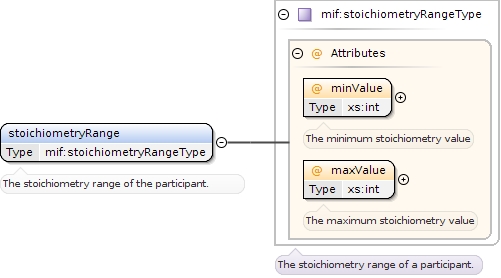 mif:stoichiometryRangeType
@ Attributes
@ minValue
Type xs:int
The minimum stoichiometry value
stoichiometryRange
Type mif:stoichiometryRangeType
The stoichiometry range of the participant.
@ maxValue
Type xs:int
The maximum stoichiometry value
The stoichiometry range of a participant.